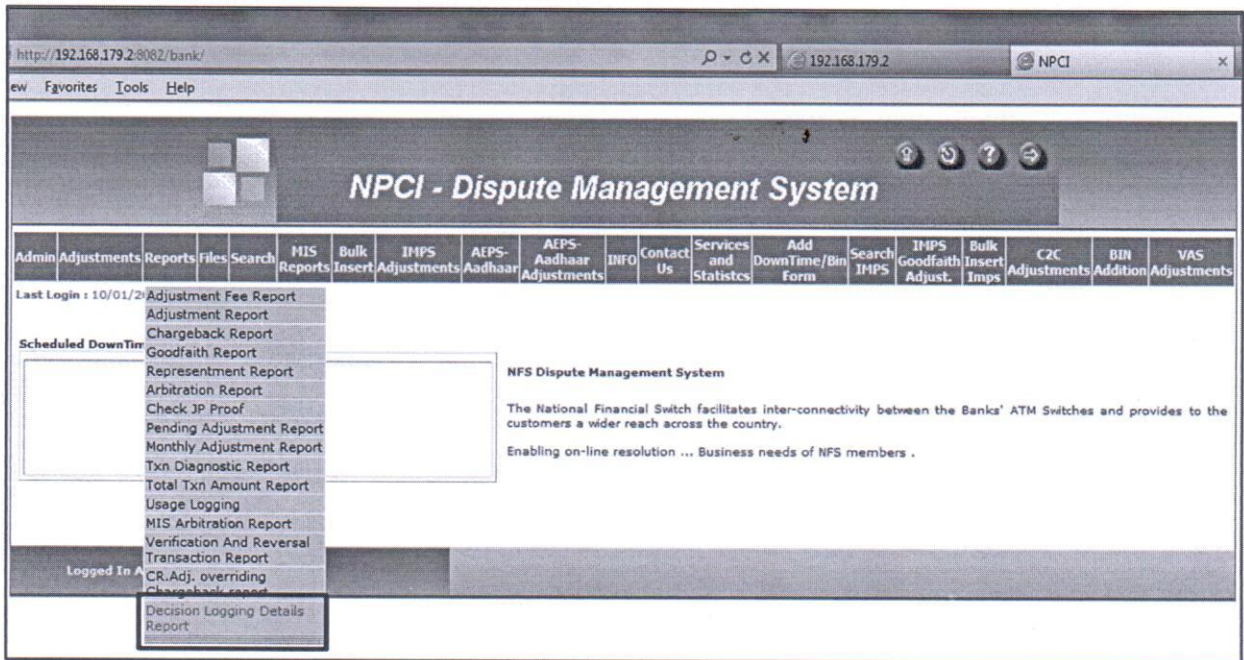 http://192.168.179.2:8082/bank/
192.168.179.2
NPCI
ew Favorites Tools Help
NPCI - Dispute Management System
Admin Adjustments Reports Files Search MIS Reports Bulk Insert IMPS Adjustments AEPS-Aadhaar AEPS-Aadhaar Adjustments INFO Contact Us Services and Statistcs Add DownTime/Bin Form Search IMPS IMPS Goodfaith Adjust. Bulk Insert Imps C2C Adjustments BIN Addition VAS Adjustments
Last Login : 10/01/2
Adjustment Fee Report
Adjustment Report
Chargeback Report
Scheduled DownTim
Goodfaith Report
Representment Report
Arbitration Report
Check JP Proof
Pending Adjustment Report
Monthly Adjustment Report
Txn Diagnostic Report
Total Txn Amount Report
Usage Logging
MIS Arbitration Report
Verification And Reversal
Transaction Report
CR.Adj. overriding
Chargeback report
Decision Logging Details
Report
NFS Dispute Management System
The National Financial Switch facilitates inter-connectivity between the Banks' ATM Switches and provides to the
customers a wider reach across the country.
Enabling on-line resolution ... Business needs of NFS members .
Logged In A